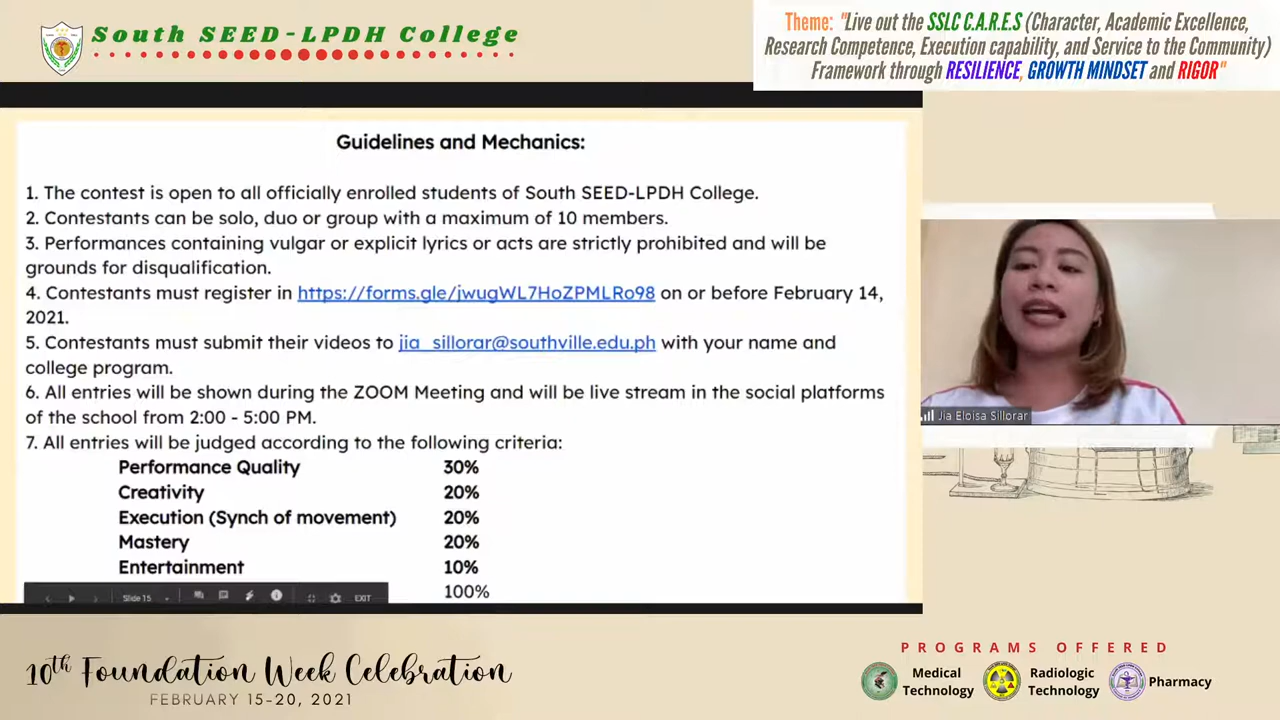 South SEED-LPDH College
Theme: "Live out the SSLC C.A.R.E.S (Character, Academic Excellence,
Research Competence, Execution capability, and Service to the Community)
Framework through RESILIENCE, GROWTH MINDSET and RIGOR"
Guidelines and Mechanics:
1. The contest is open to all officially enrolled students of South SEED-LPDH College.
2. Contestants can be solo, duo or group with a maximum of 10 members.
3. Performances containing vulgar or explicit lyrics or acts are strictly prohibited and will be
grounds for disqualification.
4. Contestants must register in https://forms.gle/jwugWL7HoZPMLRo98 on or before February 14,
2021.
5. Contestants must submit their videos to jia_sillorar@southville.edu.ph with your name and
college program.
6. All entries will be shown during the ZOOM Meeting and will be live stream in the social platforms
of the school from 2:00 - 5:00 PM.
7. All entries will be judged according to the following criteria:
Performance Quality 30%
Creativity 20%
Execution (Synch of movement) 20%
Mastery 20%
Entertainment 10%
100%
Slide 15
EXIT
Jia Eloisa Sillorar
10th Foundation Week Celebration
FEBRUARY 15-20, 2021
PROGRAMS OFFERED
Medical
Technology
Radiologic
Technology
Pharmacy